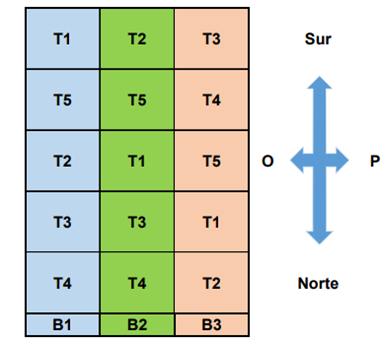 T1 T2 T3 Sur
T5 T5 T4
T2 T1 T5 O P
T3 T3 T1
T4 T4 T2 Norte
B1 B2 B3